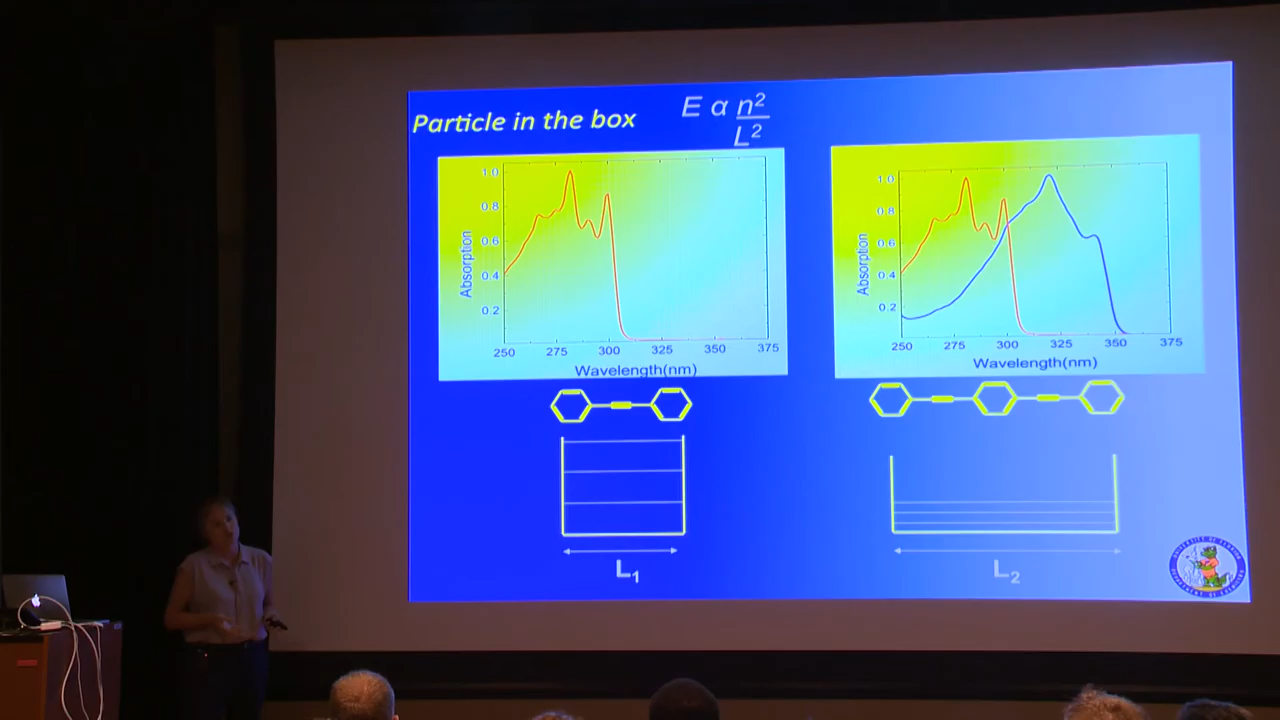 Particle in the box
E α n²
L²
1.0
0.8
0.6
0.4
0.2
Absorption
250 275 300 325 350 375
Wavelength(nm)
1.0
0.8
0.6
0.4
0.2
Absorption
250 275 300 325 350 375
Wavelength(nm)
L₁
L₂